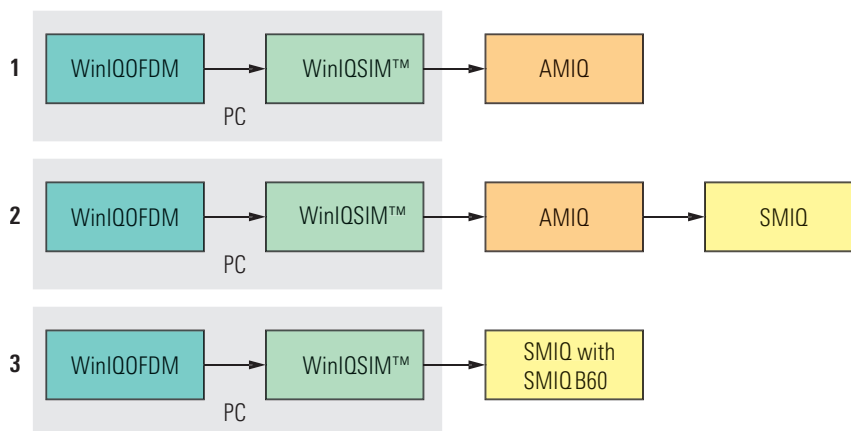 1 WinIQOFDM WinIQSIM™ AMIQ
PC
2 WinIQOFDM WinIQSIM™ AMIQ SMIQ
PC
3 WinIQOFDM WinIQSIM™ SMIQ with
SMIQ B60
PC